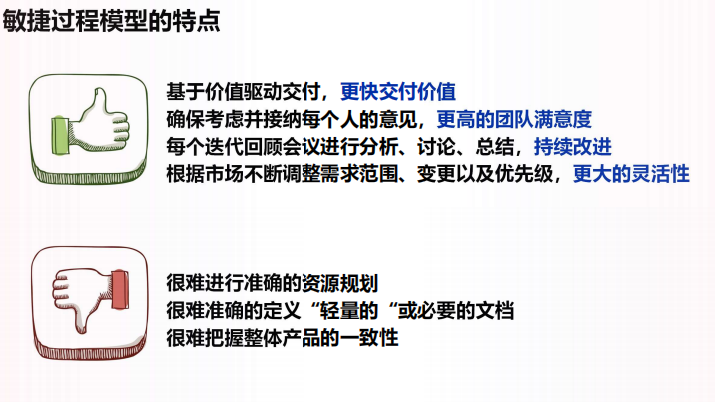 敏捷过程模型的特点
基于价值驱动交付，更快交付价值
确保考虑并接纳每个人的意见，更高的团队满意度
每个迭代回顾会议进行分析、讨论、总结，持续改进
根据市场不断调整需求范围、变更以及优先级，更大的灵活性
很难进行准确的资源规划
很难准确的定义“轻量的“或必要的文档
很难把握整体产品的一致性